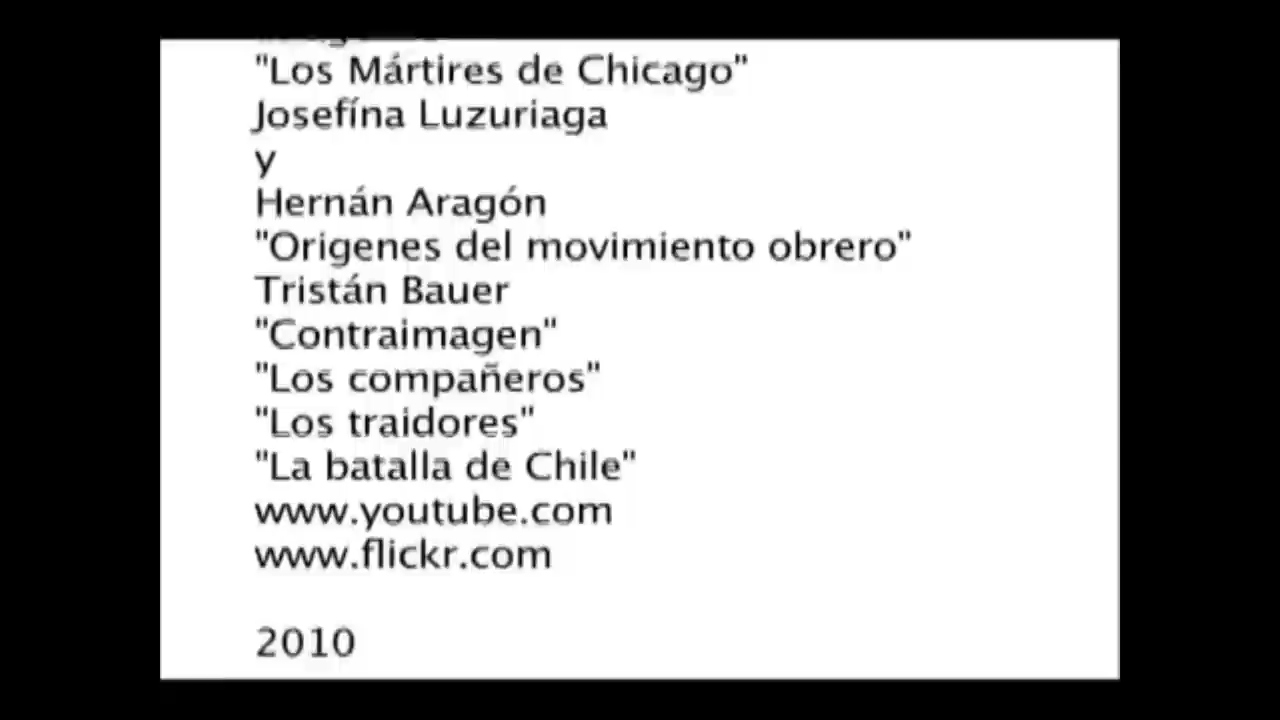 "Los Mártires de Chicago"
Josefína Luzuriaga
y
Hernán Aragón
"Origenes del movimiento obrero"
Tristán Bauer
"Contraimagen"
"Los compañeros"
"Los traidores"
"La batalla de Chile"
www.youtube.com
www.flickr.com
2010